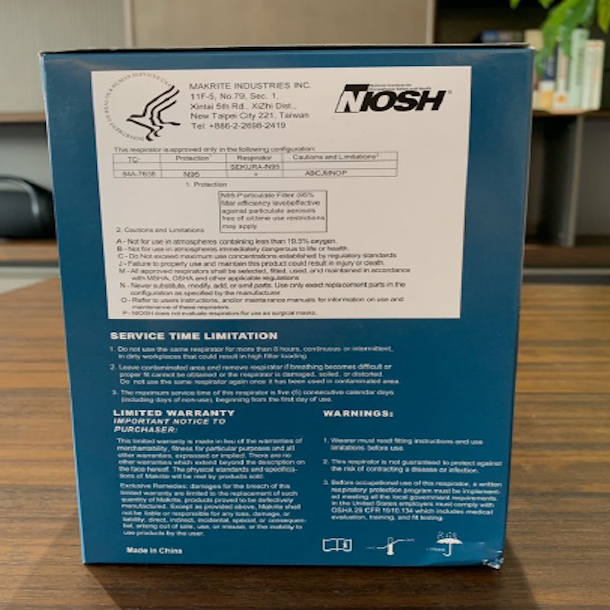 MAKRITE INDUSTRIES INC.
11F-5, No.79, Sec. 1,
Xintai 5th Rd., XiZhi Dist.,
New Taipei City 221, Taiwan
Tel: +886-2-2698-2419
NIOSH
This respirator is approved only in the following configuration:
TC- Protection¹ Respirator Cautions and Limitations²
SEKURA-N95
84A-7638 N95 x ABCJMNOP
1. Protection
N95-Particulate Filter (95%
filter efficiency level) effective
against particulate aerosols
free of oil; time use restrictions
may apply
2. Cautions and Limitations
A - Not for use in atmospheres containing less than 19.5% oxygen.
B - Not for use in atmospheres immediately dangerous to life or health.
C - Do Not exceed maximum use concentrations established by regulatory standards
J - Failure to properly use and maintain this product could result in injury or death.
M - All approved respirators shall be selected, fitted, used, and maintained in accordance
with MSHA, OSHA and other applicable regulations
N - Never substitute, modify, add, or omit parts. Use only exact replacement parts in the
configuration as specified by the manufacturer.
O - Refer to users instructions, and/or maintenance manuals for information on use and
maintenance of these respirators.
P - NIOSH does not evaluate respirators for use as surgical masks.
SERVICE TIME LIMITATION
1. Do not use the same respirator for more than 8 hours, continuous or intermittent,
in dirty workplaces that could result in high filter loading
2. Leave contaminated area and remove respirator if breathing becomes difficult or
proper fit cannot be obtained or the respirator is damaged, soiled, or distorted.
Do not use the same respirator again once it has been used in contaminated area
3. The maximum service time of this respirator is five (5) consecutive calendar days
(including days of non-use), beginning from the first day of use.
LIMITED WARRANTY
IMPORTANT NOTICE TO
PURCHASER:
This limited warranty is made in lieu of the warranties of
merchantability, fitness for particular purposes and all
other warranties, expressed or implied. There are no
other warranties which extend beyond the description on
the face hereof. The physical standards and specifica-
tions of Makrite will be met by products sold.
Exclusive Remedies: damages for the breach of this
limited warranty are limited to the replacement of such
quantity of Makrite, products proved to be defectively
manufactured. Except as provided above, Makrite shall
not be liable or responsible for any loss, damage, or
liability, direct, indirect, incidental, special, or consequen-
tial, arising out of sale, use, or misuse, or the inability to
use products by the user.
Made in China
WARNINGS:
1. Wearer must read fitting instructions and use
limitations before use.
2. This respirator is not guaranteed to protect against
the risk of contracting a disease or infection.
3. Before occupational use of this respirator, a written
respiratory protection program must be implement-
ed meeting all the local government requirements.
In the United States employers must comply with
OSHA 29 CFR 1910.134 which includes medical
evaluation, training, and fit testing.